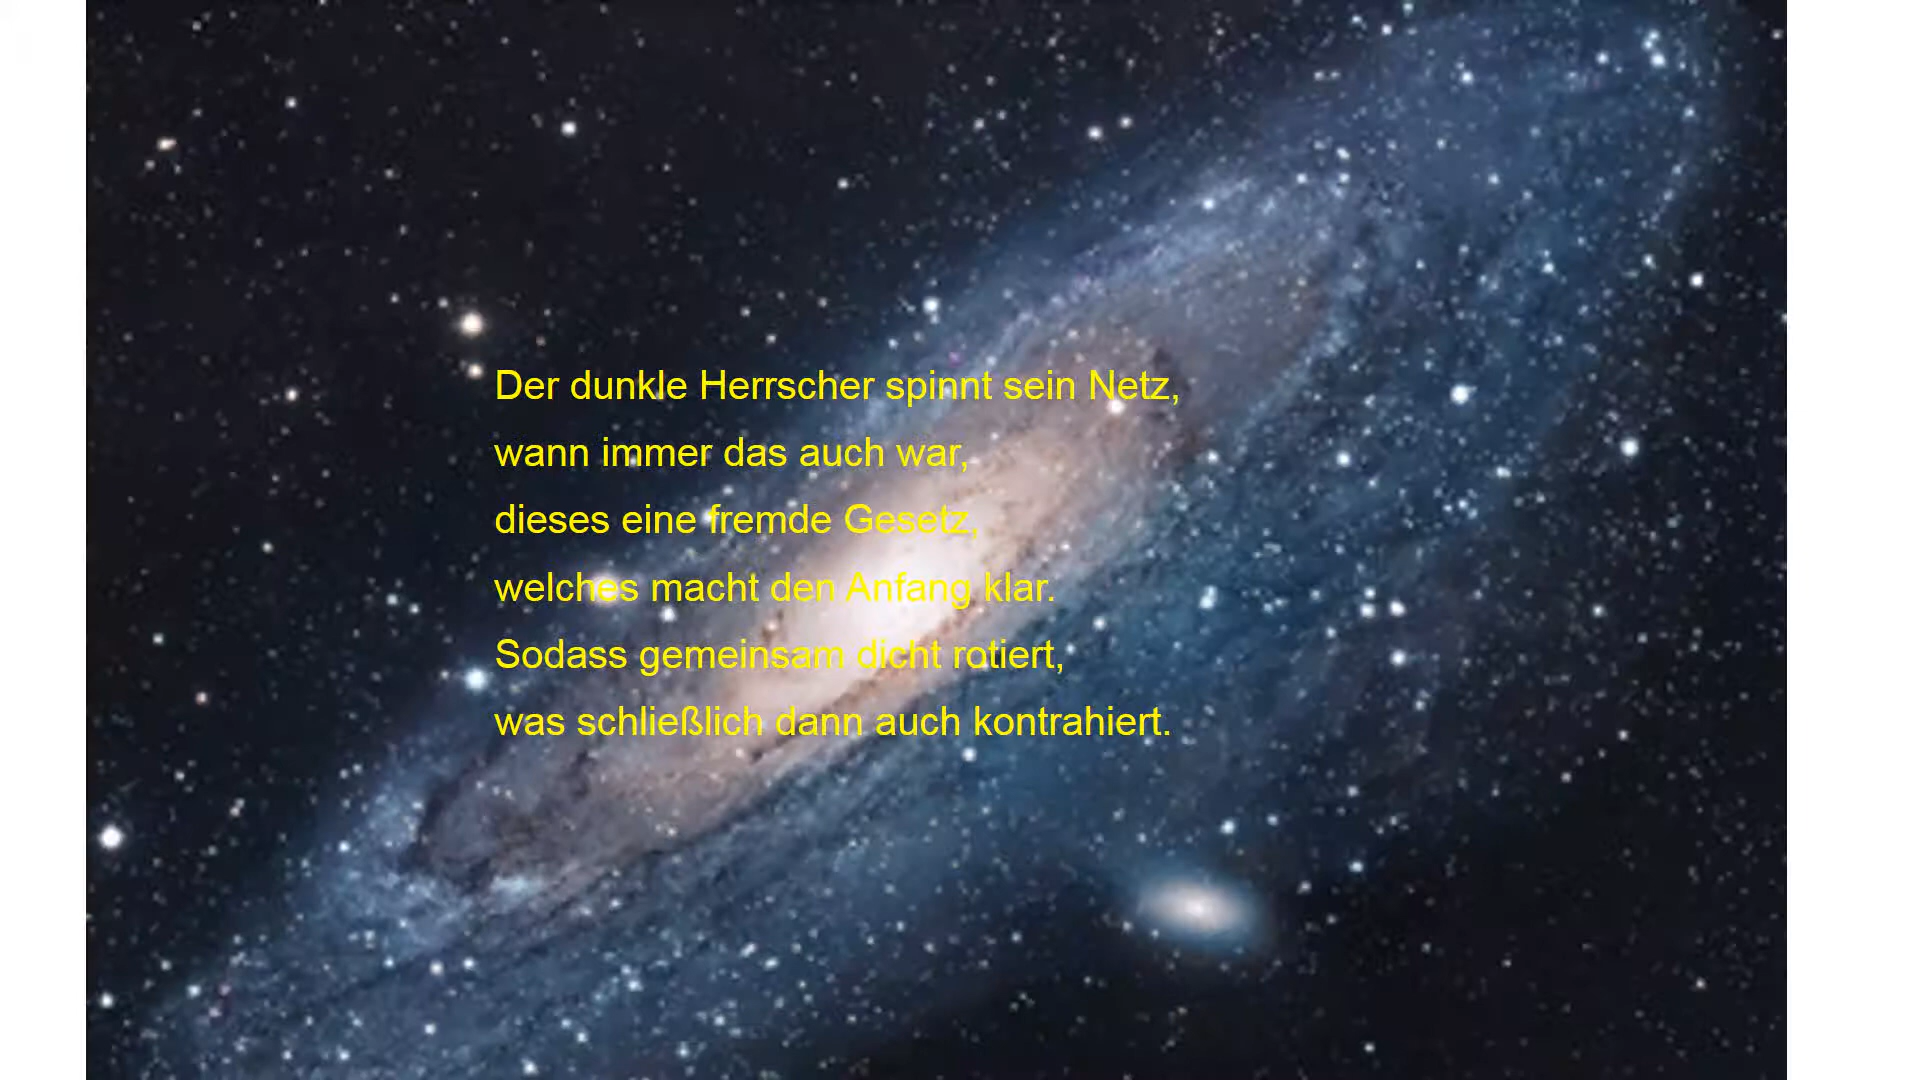 Der dunkle Herrscher spinnt sein Netz,
wann immer das auch war,
dieses eine fremde Gesetz,
welches macht den Anfang klar.
Sodass gemeinsam dicht rotiert,
was schließlich dann auch kontrahiert.